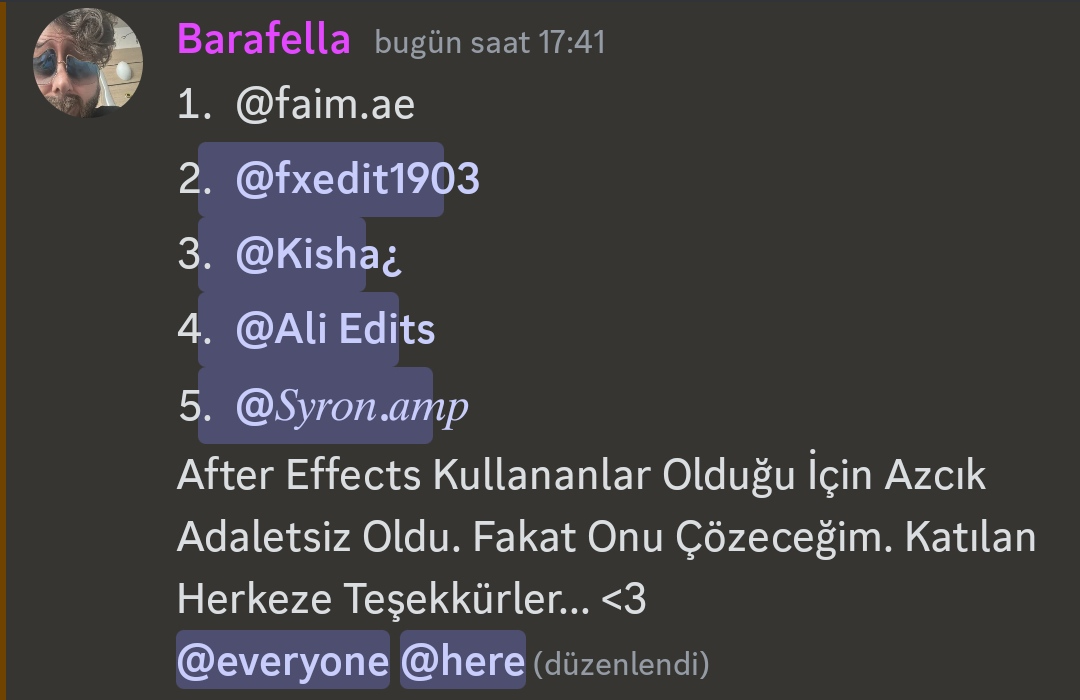 Barafella bugün saat 17:41
1. @faim.ae
2. @fxedit1903
3. @Kisha¿
4. @Ali Edits
5. @𝑆𝑦𝑟𝑜𝑛.𝑎𝑚𝑝
After Effects Kullananlar Olduğu İçin Azcık
Adaletsiz Oldu. Fakat Onu Çözeceğim. Katılan
Herkeze Teşekkürler... <3
@everyone @here (düzenlendi)